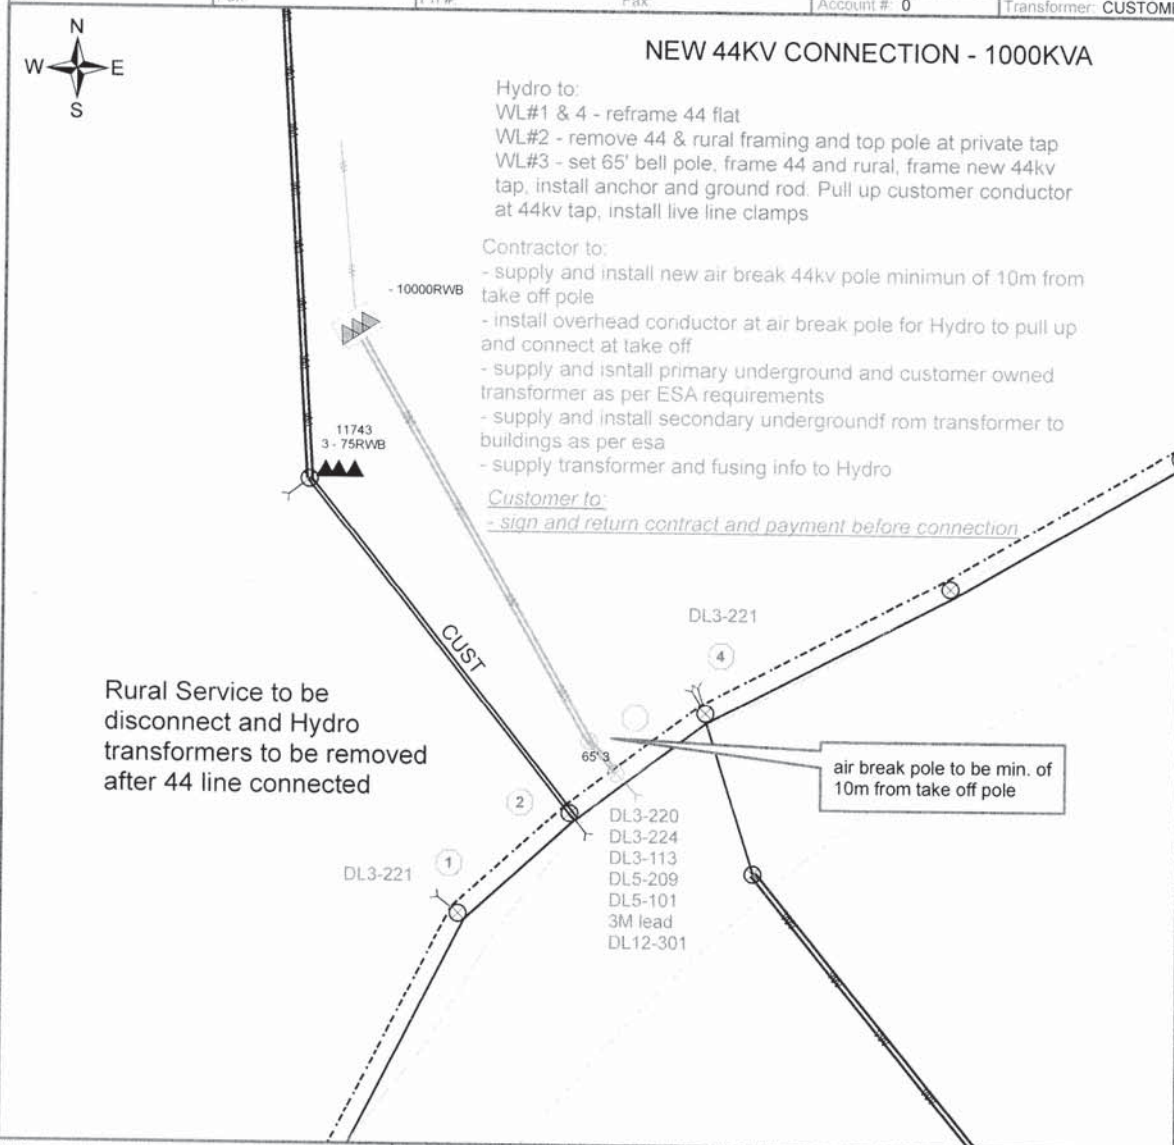 Fax
Account #: 0
Transformer: CUSTOM
N
W E
S
NEW 44KV CONNECTION - 1000KVA
Hydro to:
WL#1 & 4 - reframe 44 flat
WL#2 - remove 44 & rural framing and top pole at private tap
WL#3 - set 65' bell pole, frame 44 and rural, frame new 44kv
tap, install anchor and ground rod. Pull up customer conductor
at 44kv tap, install live line clamps
Contractor to:
- supply and install new air break 44kv pole minimun of 10m from
take off pole
- install overhead conductor at air break pole for Hydro to pull up
and connect at take off
- supply and isntall primary underground and customer owned
transformer as per ESA requirements
- supply and install secondary undergroundf rom transformer to
buildings as per esa
- supply transformer and fusing info to Hydro
Customer to:
- sign and return contract and payment before connection
- 10000RWB
11743
3 - 75RWB
CUST
DL3-221
4
Rural Service to be
disconnect and Hydro
transformers to be removed
after 44 line connected
65' 3
air break pole to be min. of
10m from take off pole
2
DL3-220
DL3-224
DL3-113
DL5-209
DL5-101
3M lead
DL12-301
DL3-221
1